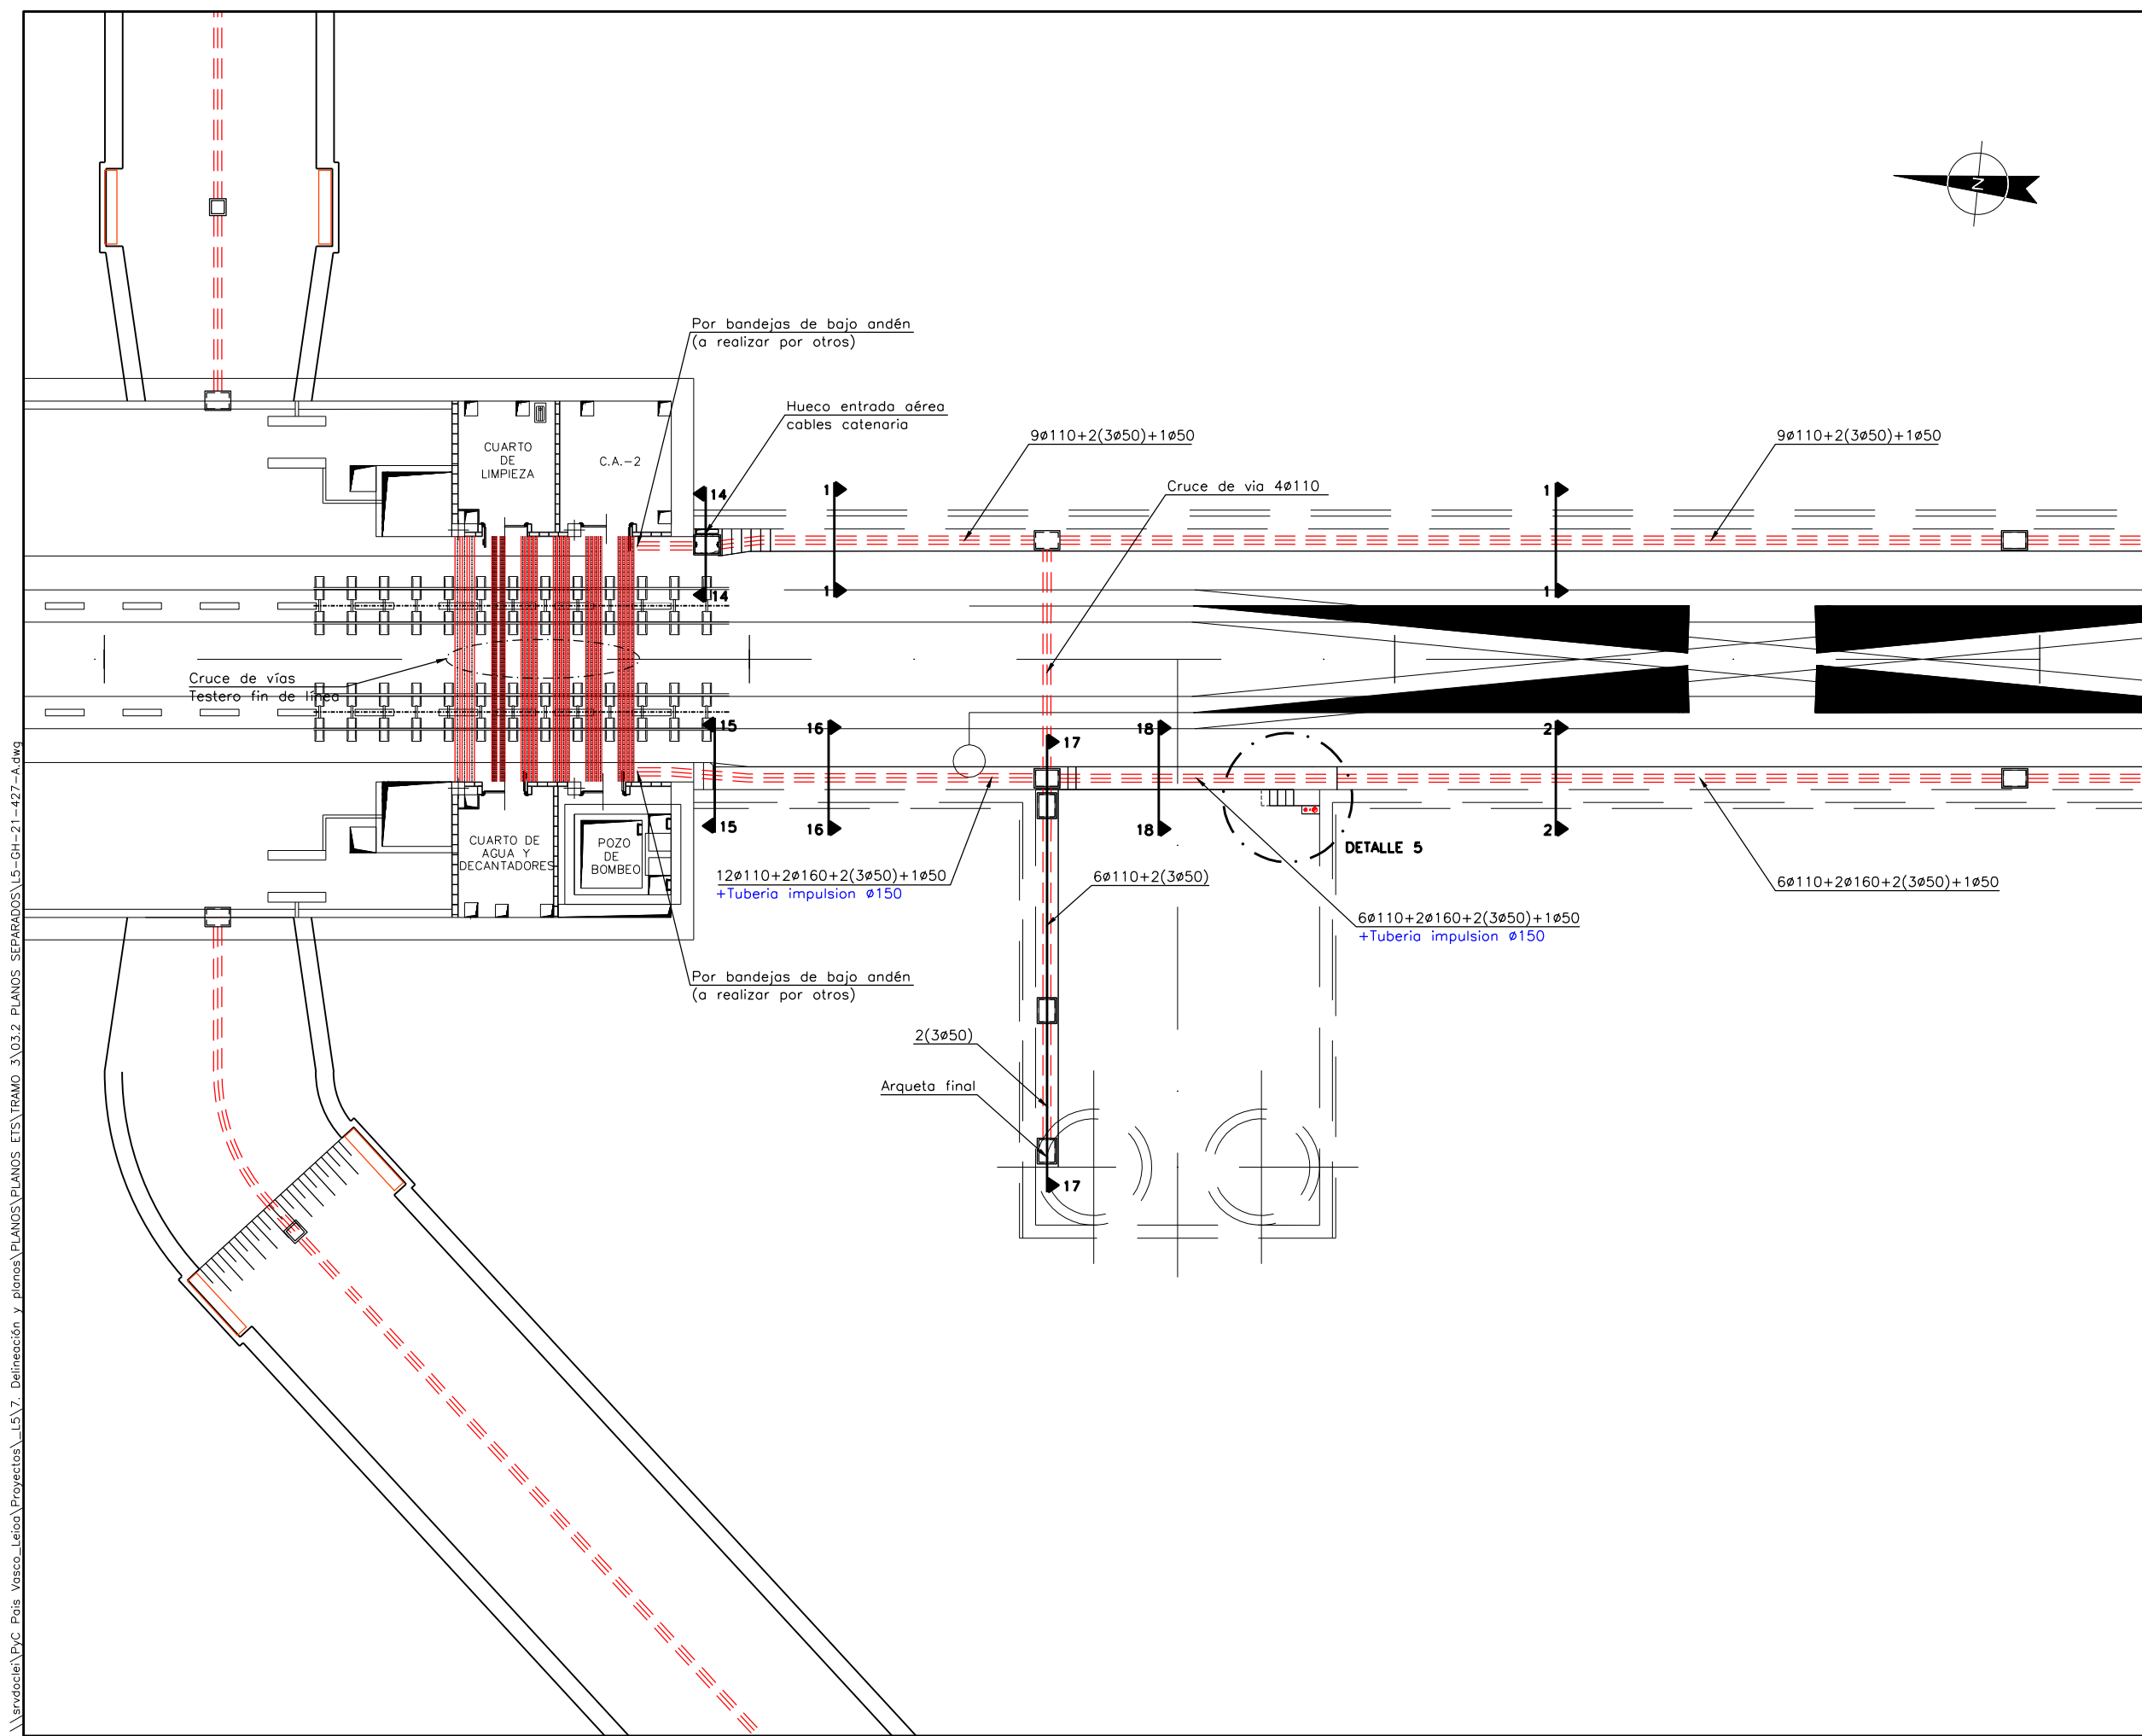 N
Por bandejas de bajo andén
(a realizar por otros)
Hueco entrada aérea
cables catenaria
9ø110+2(3ø50)+1ø50
9ø110+2(3ø50)+1ø50
CUARTO
DE
LIMPIEZA
C.A.-2
Cruce de via 4ø110
14
1
1
14
1
1
Cruce de vías
Testero fin de línea
15
16
17
18
2
15
16
18
2
CUARTO DE
AGUA Y
DECANTADORES
POZO
DE
BOMBEO
DETALLE 5
12ø110+2ø160+2(3ø50)+1ø50
+Tuberia impulsion ø150
6ø110+2(3ø50)
6ø110+2ø160+2(3ø50)+1ø50
6ø110+2ø160+2(3ø50)+1ø50
+Tuberia impulsion ø150
Por bandejas de bajo andén
(a realizar por otros)
2(3ø50)
Arqueta final
17
\\srvdoclei\PyC Pais Vasco_Leioa\Proyectos\_L5\7. Delineación y planos\PLANOS\PLANOS ETS\TRAMO 3\03.2 PLANOS SEPARADOS\L5-GH-21-427-A.dwg